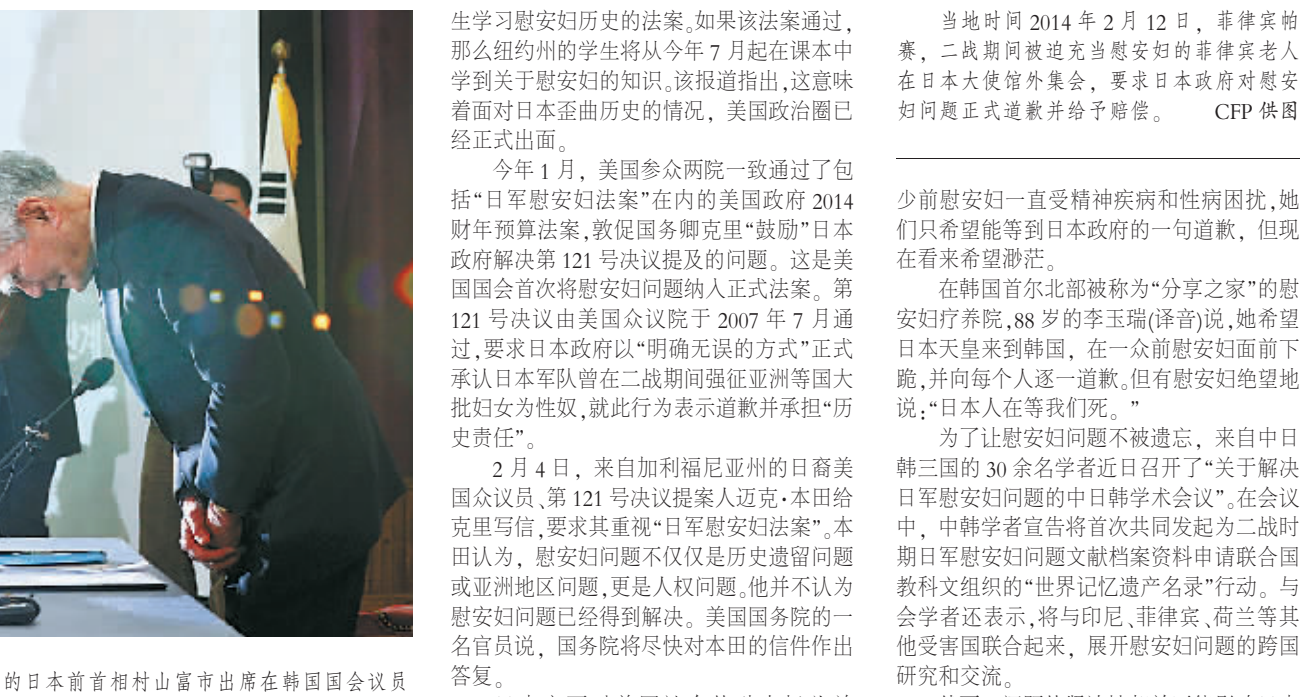 的日本前首相村山富市出席在韩国国会议员
生学习慰安妇历史的法案。如果该法案通过，
那么纽约州的学生将从今年 7 月起在课本中
学到关于慰安妇的知识。该报道指出，这意味
着面对日本歪曲历史的情况，美国政治圈已
经正式出面。
今年 1 月，美国参众两院一致通过了包
括“日军慰安妇法案”在内的美国政府 2014
财年预算法案，敦促国务卿克里“鼓励”日本
政府解决第 121 号决议提及的问题。这是美
国国会首次将慰安妇问题纳入正式法案。第
121 号决议由美国众议院于 2007 年 7 月通
过，要求日本政府以“明确无误的方式”正式
承认日本军队曾在二战期间强征亚洲等国大
批妇女为性奴，就此行为表示道歉并承担“历
史责任”。
2 月 4 日，来自加利福尼亚州的日裔美
国众议员、第 121 号决议提案人迈克·本田给
克里写信，要求其重视“日军慰安妇法案”。本
田认为，慰安妇问题不仅仅是历史遗留问题
或亚洲地区问题，更是人权问题。他并不认为
慰安妇问题已经得到解决。美国国务院的一
名官员说，国务院将尽快对本田的信件作出
答复。
当地时间 2014 年 2 月 12 日，菲律宾帕
赛，二战期间被迫充当慰安妇的菲律宾老人
在日本大使馆外集会，要求日本政府对慰安
妇问题正式道歉并给予赔偿。 CFP 供图
少前慰安妇一直受精神疾病和性病困扰，她
们只希望能等到日本政府的一句道歉，但现
在看来希望渺茫。
在韩国首尔北部被称为“分享之家”的慰
安妇疗养院，88 岁的李玉瑞(译音)说，她希望
日本天皇来到韩国，在一众前慰安妇面前下
跪，并向每个人逐一道歉。但有慰安妇绝望地
说：“日本人在等我们死。”
为了让慰安妇问题不被遗忘，来自中日
韩三国的 30 余名学者近日召开了“关于解决
日军慰安妇问题的中日韩学术会议”。在会议
中，中韩学者宣告将首次共同发起为二战时
期日军慰安妇问题文献档案资料申请联合国
教科文组织的“世界记忆遗产名录”行动。与
会学者还表示，将与印尼、菲律宾、荷兰等其
他受害国联合起来，展开慰安妇问题的跨国
研究和交流。